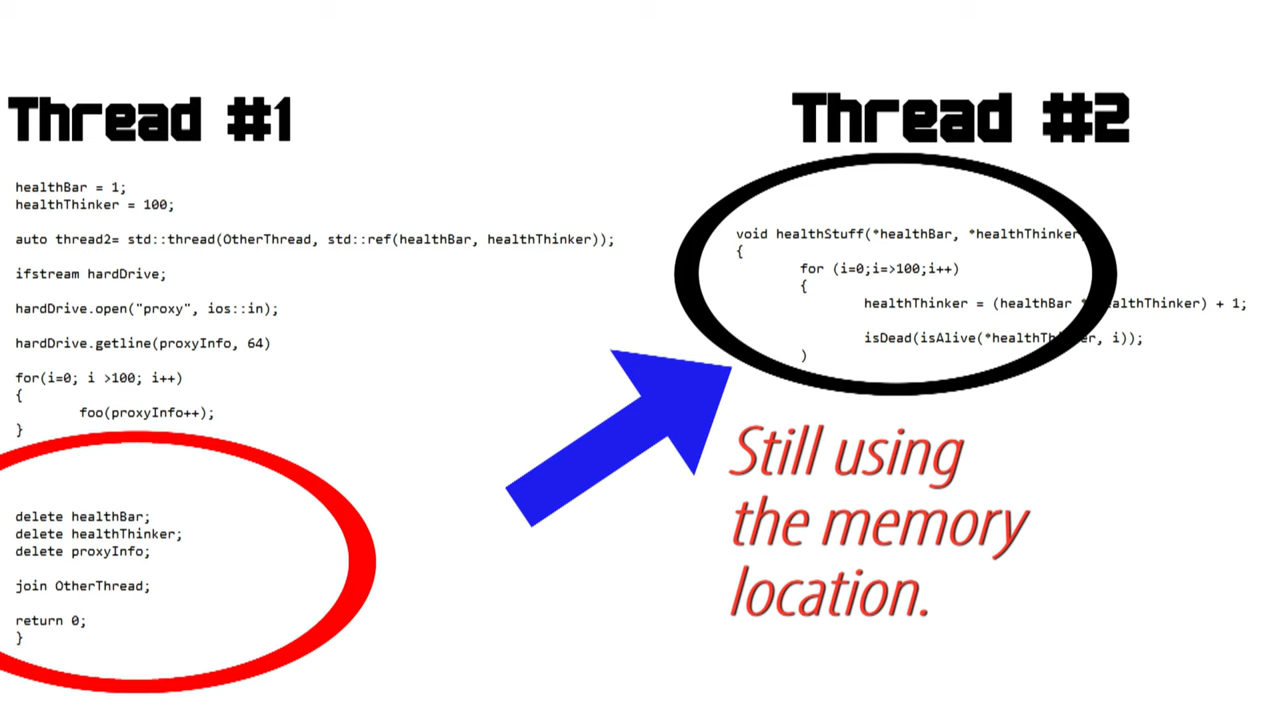 Thread #1
healthBar = 1;
healthThinker = 100;
auto thread2= std::thread(OtherThread, std::ref(healthBar, healthThinker));
ifstream hardDrive;
hardDrive.open("proxy", ios::in);
hardDrive.getline(proxyInfo, 64)
for(i=0; i >100; i++)
{
foo(proxyInfo++);
}
delete healthBar;
delete healthThinker;
delete proxyInfo;
join OtherThread;
return 0;
}
Thread #2
void healthStuff(*healthBar, *healthThinker
{
for (i=0;i=>100;i++)
{
healthThinker = (healthBar * healthThinker) + 1;
isDead(isAlive(*healthThinker, i));
)
Still using
the memory
location.